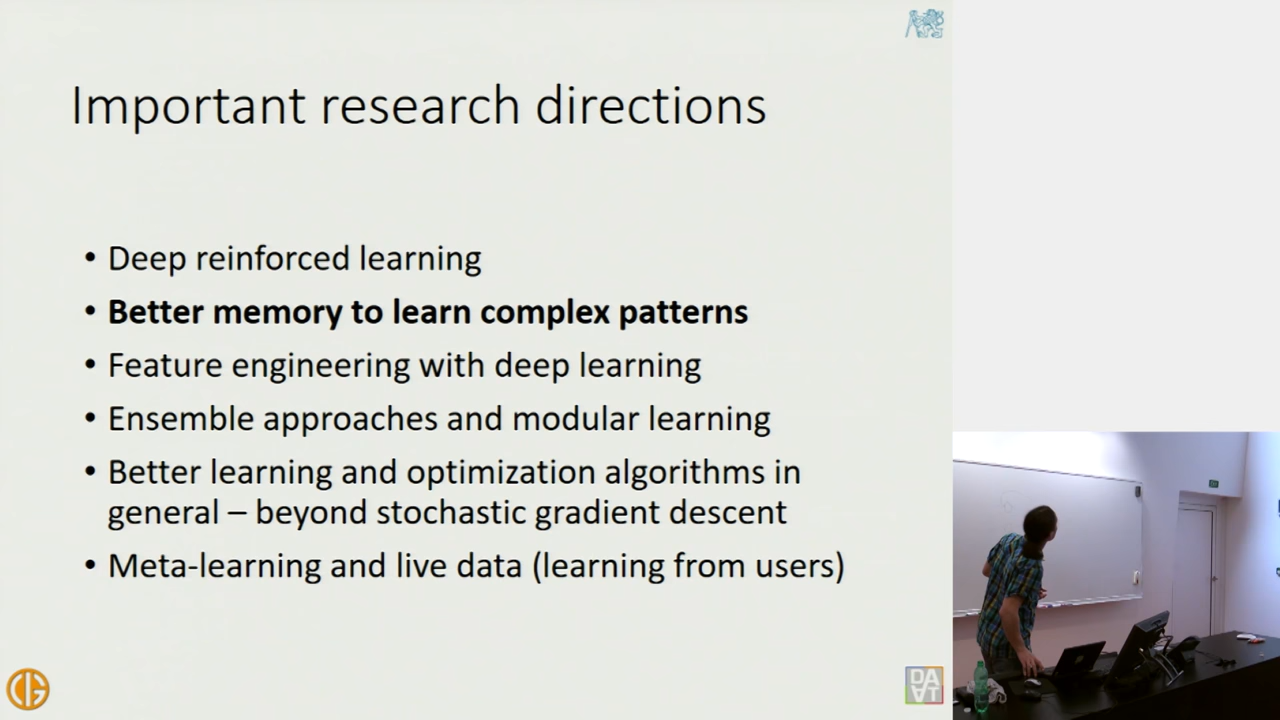 Important research directions
• Deep reinforced learning
• Better memory to learn complex patterns
• Feature engineering with deep learning
• Ensemble approaches and modular learning
• Better learning and optimization algorithms in
general – beyond stochastic gradient descent
• Meta-learning and live data (learning from users)